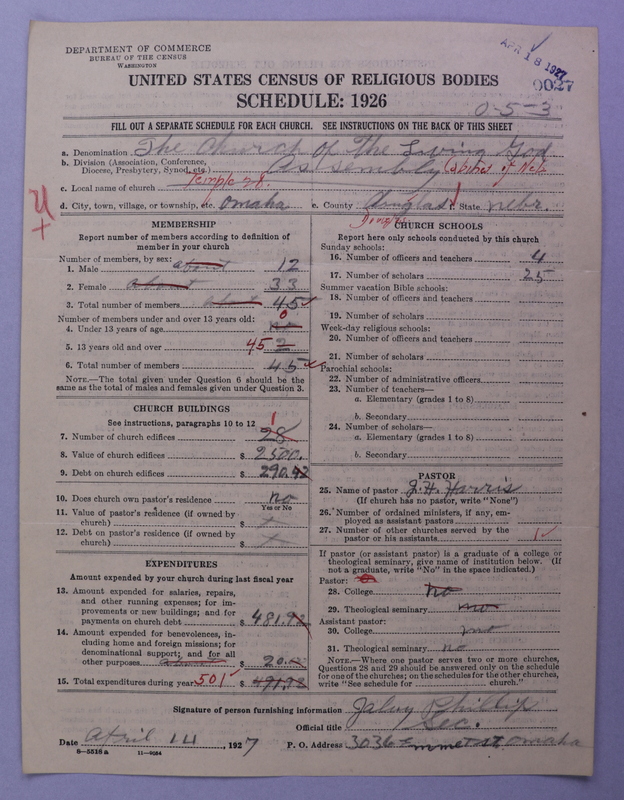 DEPARTMENT OF COMMERCE
BUREAU OF THE CENSUS
WASHINGTON
APR 18 1927
0027
UNITED STATES CENSUS OF RELIGIOUS BODIES
SCHEDULE: 1926
0-5-3
FILL OUT A SEPARATE SCHEDULE FOR EACH CHURCH. SEE INSTRUCTIONS ON THE BACK OF THIS SHEET
a. Denomination The Church of The Living God
b. Division (Association, Conference, Diocese, Presbytery, Synod, etc.) Assembly
c. Local name of church Temple 28.
d. City, town, village, or township, etc. Omaha e. County Douglas f. State Nebr.
MEMBERSHIP
Report number of members according to definition of member in your church
Number of members, by sex:
1. Male about 12
2. Female about 33
3. Total number of members about 45
Number of members under and over 13 years old:
4. Under 13 years of age no 0
5. 13 years old and over 45 2
6. Total number of members 45
NOTE.—The total given under Question 6 should be the same as the total of males and females given under Question 3.
CHURCH BUILDINGS
See instructions, paragraphs 10 to 12
7. Number of church edifices 28 1
8. Value of church edifices $ 2500.
9. Debt on church edifices $ 290.42
10. Does church own pastor's residence no
Yes or No
11. Value of pastor's residence (if owned by church) $
12. Debt on pastor's residence (if owned by church) $
EXPENDITURES
Amount expended by your church during last fiscal year
13. Amount expended for salaries, repairs, and other running expenses; for improvements or new buildings; and for payments on church debt $ 481.92
14. Amount expended for benevolences, including home and foreign missions; for denominational support; and for all other purposes about $ 20.
15. Total expenditures during year 501 $
CHURCH SCHOOLS
Report here only schools conducted by this church
Sunday schools:
16. Number of officers and teachers 4
17. Number of scholars 25
Summer vacation Bible schools:
18. Number of officers and teachers
19. Number of scholars
Week-day religious schools:
20. Number of officers and teachers
21. Number of scholars
Parochial schools:
22. Number of administrative officers
23. Number of teachers—
a. Elementary (grades 1 to 8)
b. Secondary
24. Number of scholars—
a. Elementary (grades 1 to 8)
b. Secondary
PASTOR
25. Name of pastor J. H. Harris
(If church has no pastor, write "None")
26. Number of ordained ministers, if any, employed as assistant pastors
27. Number of other churches served by the pastor or his assistants 1
If pastor (or assistant pastor) is a graduate of a college or theological seminary, give name of institution below. (If not a graduate, write "No" in the space indicated.)
Pastor:
28. College no
29. Theological seminary no
Assistant pastor:
30. College no
31. Theological seminary no
NOTE.—Where one pastor serves two or more churches, Questions 28 and 29 should be answered only on the schedule for one of the churches; on the schedules for the other churches, write "See schedule for church."
Signature of person furnishing information Phillip
Official title Sec.
Date April 14, 1927 P. O. Address 3036 Emmet st omaha
8—5518 a 11—9084